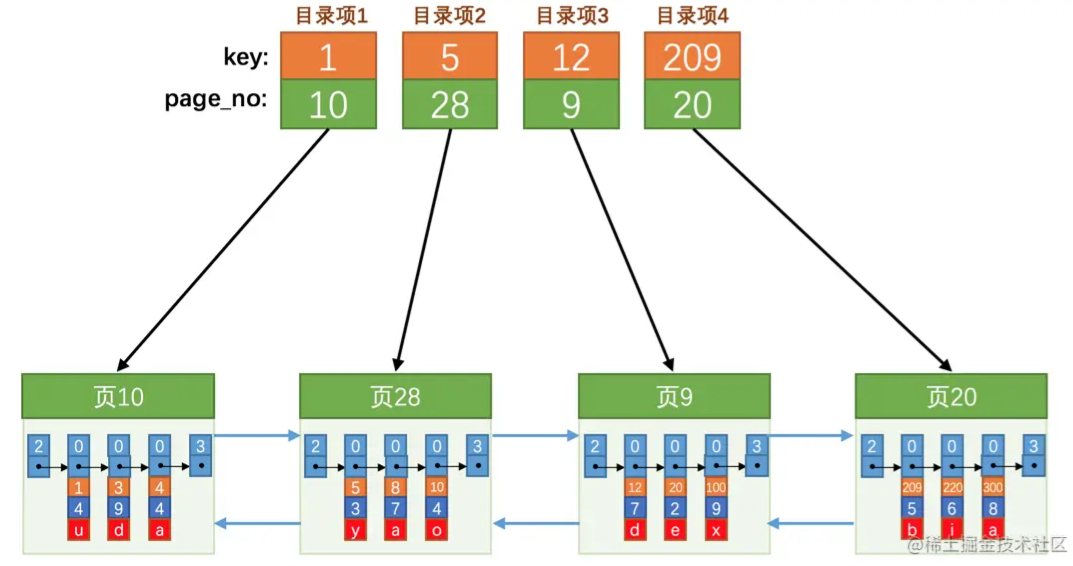 目录项1 目录项2 目录项3 目录项4
key: 1 5 12 209
page_no: 10 28 9 20
页10 页28 页9 页20
2 0 0 0 3 2 0 0 0 3 2 0 0 0 3 2 0 0 0 3
1 3 4 5 8 10 12 20 100 209 220 300
4 9 4 3 7 4 7 2 9 5 6 8
u d a y a o d e x b i a
@稀土掘金技术社区